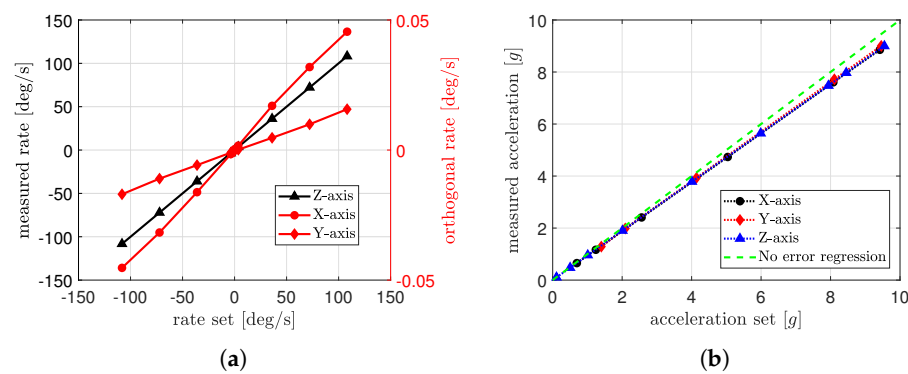 150
100
50
0
-50
-100
-150
measured rate [deg/s]
0.05
0
-0.05
orthogonal rate [deg/s]
Z-axis
X-axis
Y-axis
-150 -100 -50 0 50 100 150
rate set [deg/s]
(a)
10
8
6
4
2
0
measured acceleration [g]
X-axis
Y-axis
Z-axis
No error regression
0 2 4 6 8 10
acceleration set [g]
(b)